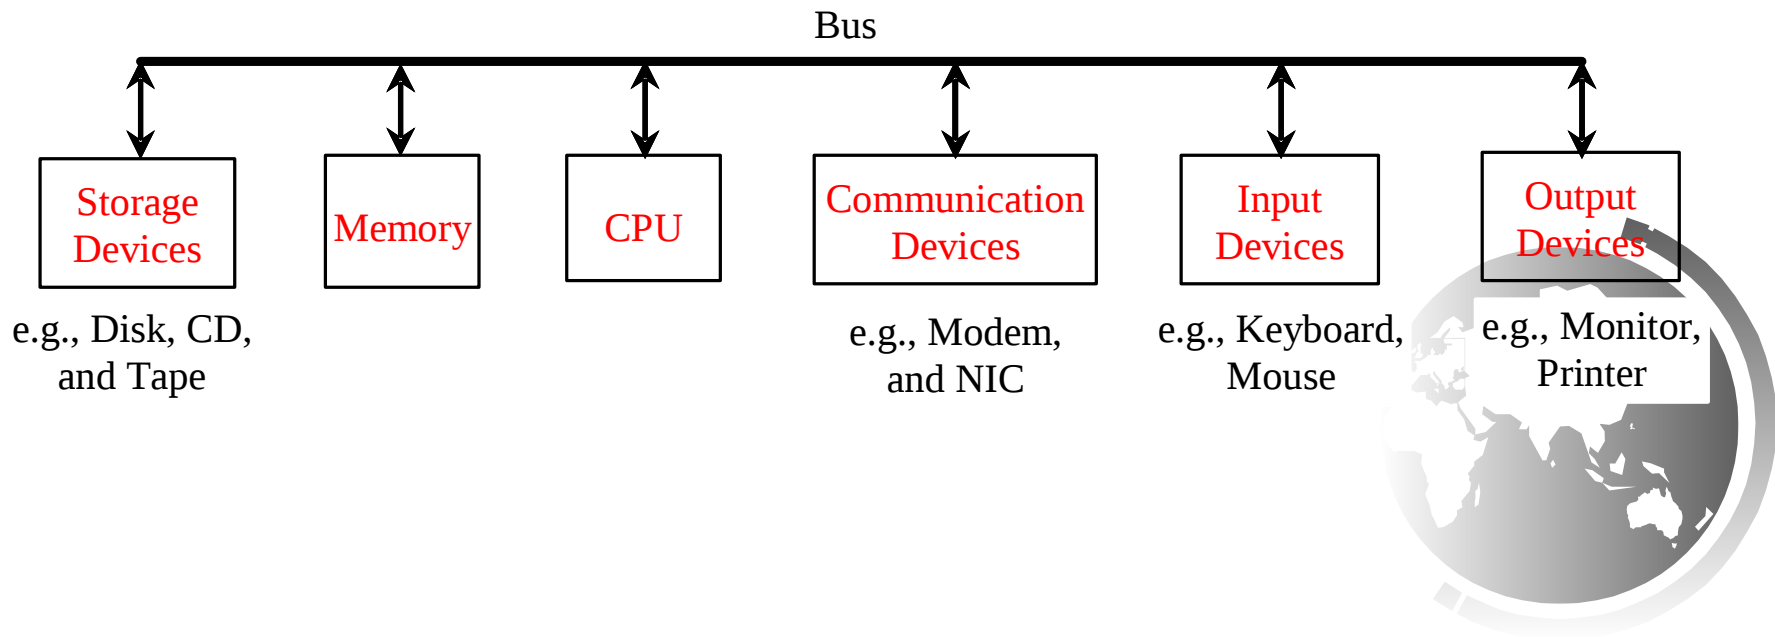 Bus
Storage
Devices
Memory
CPU
Communication
Devices
Input
Devices
Output
Devices
e.g., Disk, CD,
and Tape
e.g., Modem,
and NIC
e.g., Keyboard,
Mouse
e.g., Monitor,
Printer